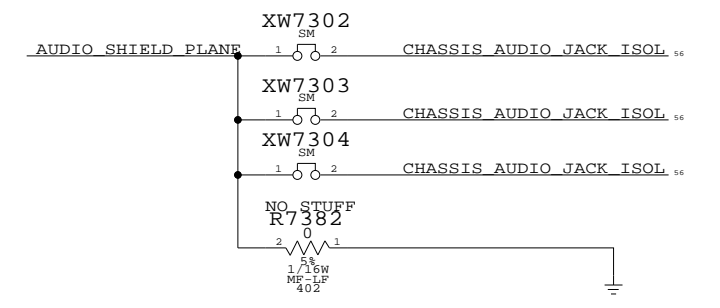 XW7302
SM
AUDIO_SHIELD_PLANE 1 2 CHASSIS_AUDIO_JACK_ISOL 56
XW7303
SM
1 2 CHASSIS_AUDIO_JACK_ISOL 56
XW7304
SM
1 2 CHASSIS_AUDIO_JACK_ISOL 56
NO STUFF
R7382
0
2 1
5%
1/16W
MF-LF
402